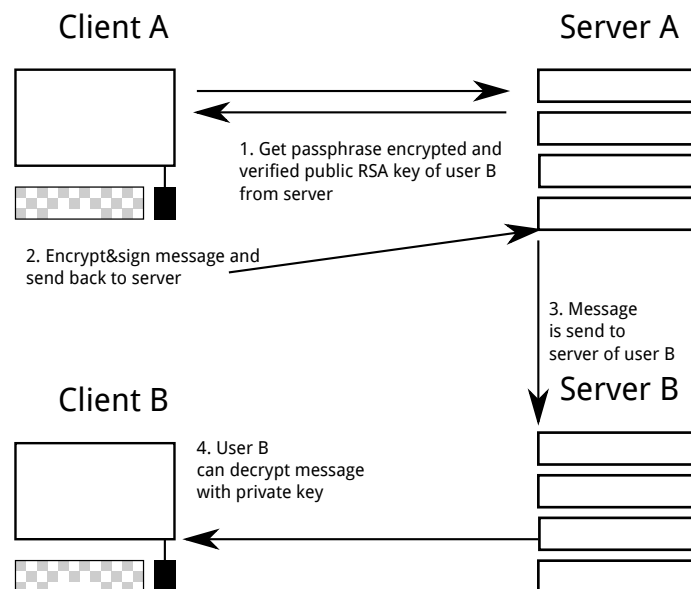 Client A
Server A
1. Get passphrase encrypted and
verified public RSA key of user B
from server
2. Encrypt&sign message and
send back to server
3. Message
is send to
server of user B
Client B
Server B
4. User B
can decrypt message
with private key